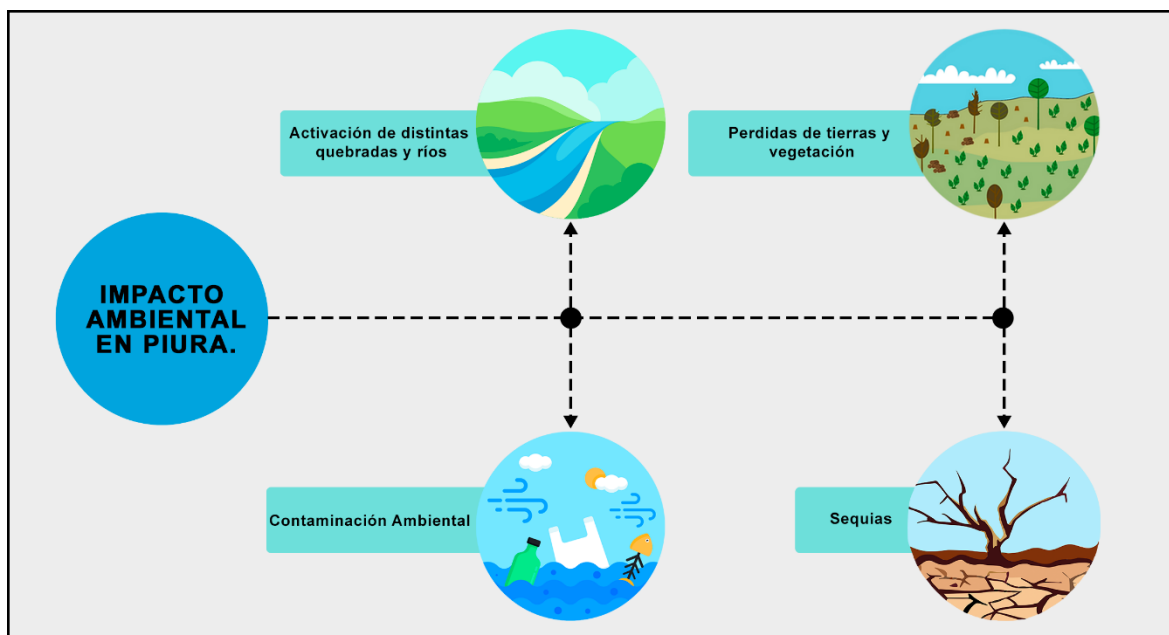 Activación de distintas
quebradas y ríos
Perdidas de tierras y
vegetación
IMPACTO
AMBIENTAL
EN PIURA.
Contaminación Ambiental
Sequias